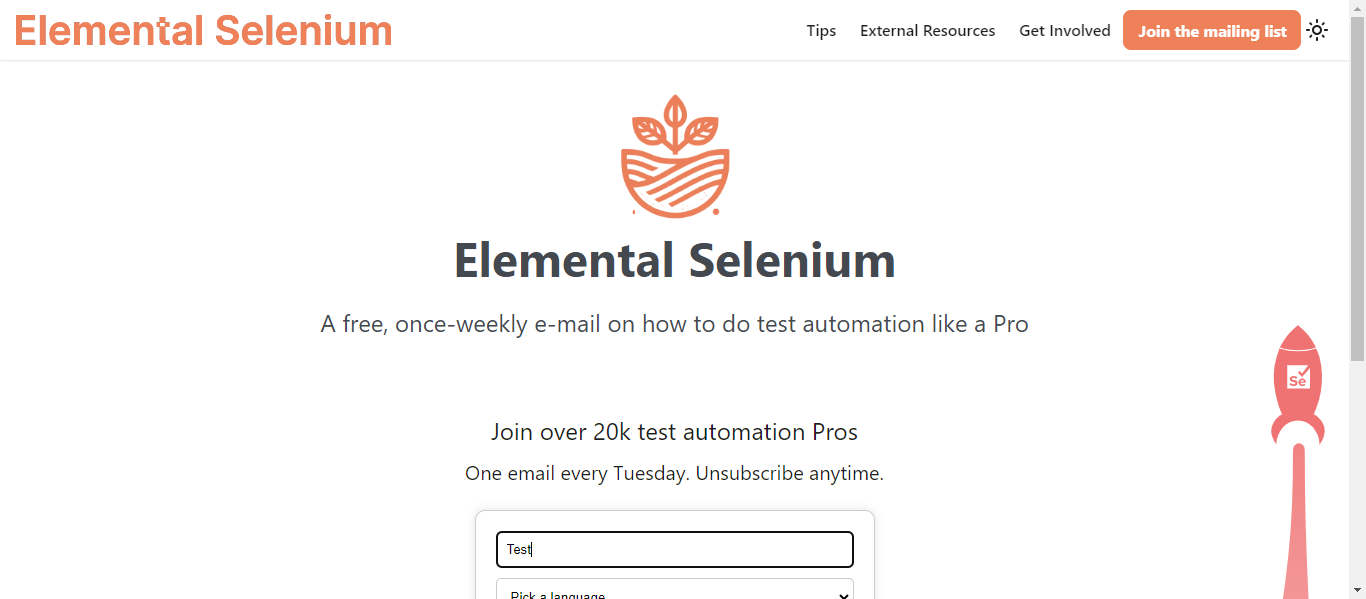 Elemental Selenium
Tips
External Resources
Get Involved
Join the mailing list
Elemental Selenium
A free, once-weekly e-mail on how to do test automation like a Pro
Se
Join over 20k test automation Pros
One email every Tuesday. Unsubscribe anytime.
Test
Pick a language